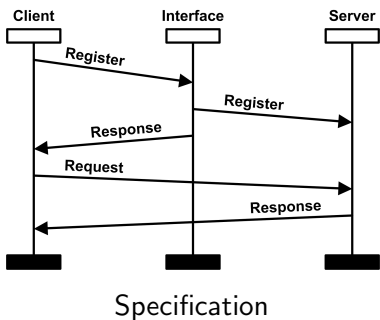 Client Interface Server
Register
Register
Response
Request
Response
Specification